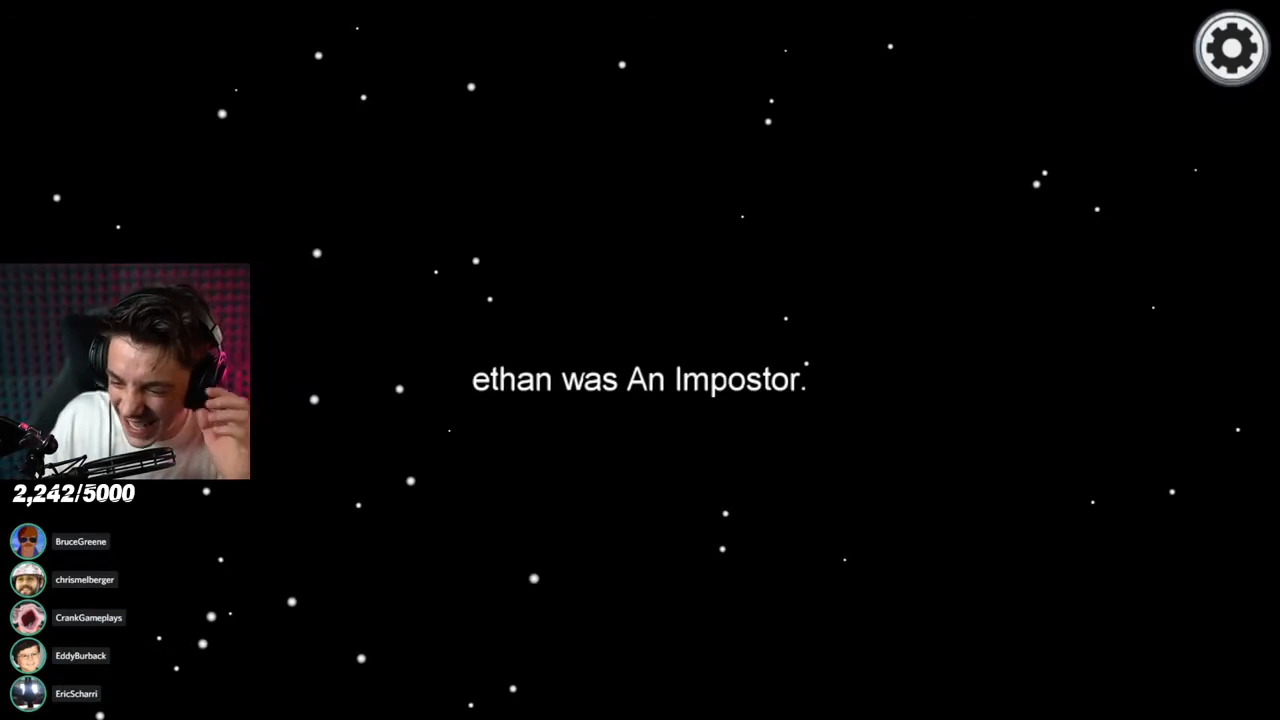 ethan was An Impostor.
2,242/5000
BruceGreene
chrismelberger
CrankGameplays
EddyBurback
EricScharri